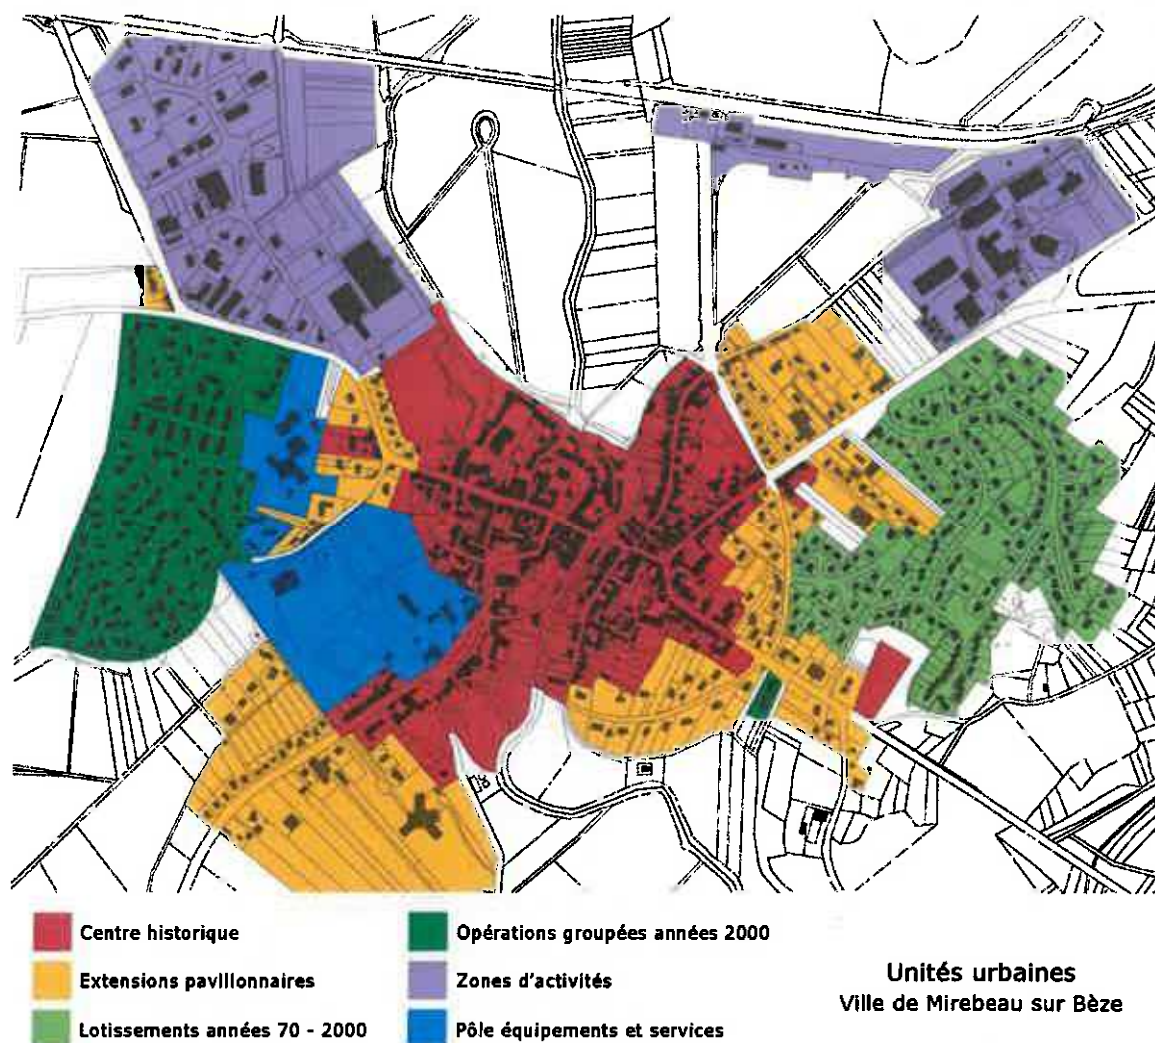 Centre historique
Extensions pavillonnaires
Lotissements années 70 - 2000
Opérations groupées années 2000
Zones d'activités
Pôle équipements et services
Unités urbaines
Ville de Mirebeau sur Bèze